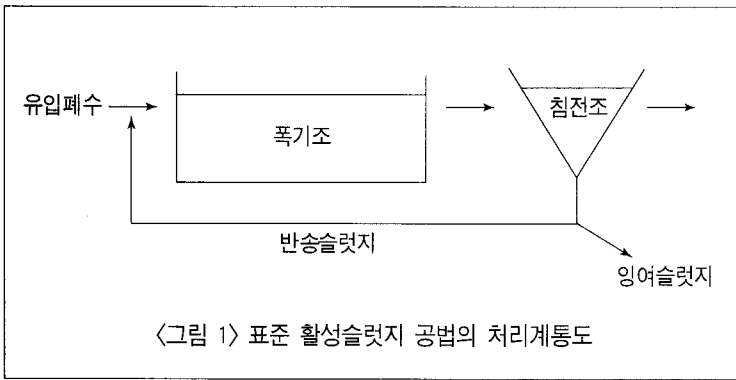 유입폐수
폭기조
침전조
반송슬럿지
잉여슬럿지
〈그림 1〉 표준 활성슬럿지 공법의 처리계통도